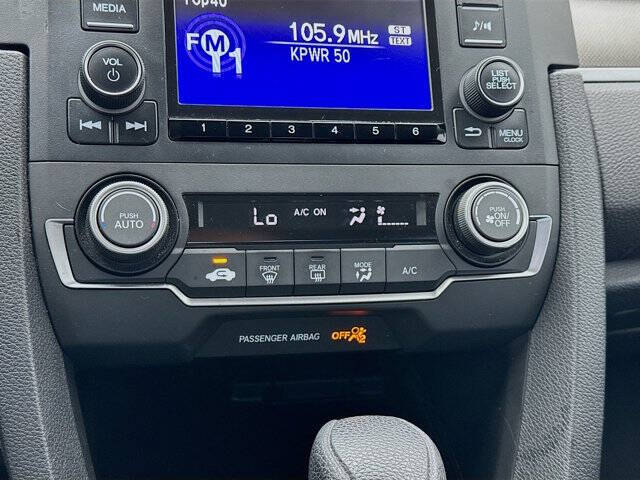 MEDIA
Top40
105.9MHz
ST
TEXT
FM1
KPWR 50
VOL
LIST
PUSH
SELECT
1 2 3 4 5 6
MENU
CLOCK
PUSH
AUTO
Lo
A/C ON
PUSH
ON/
OFF
FRONT
REAR
MODE
A/C
PASSENGER AIRBAG
OFF